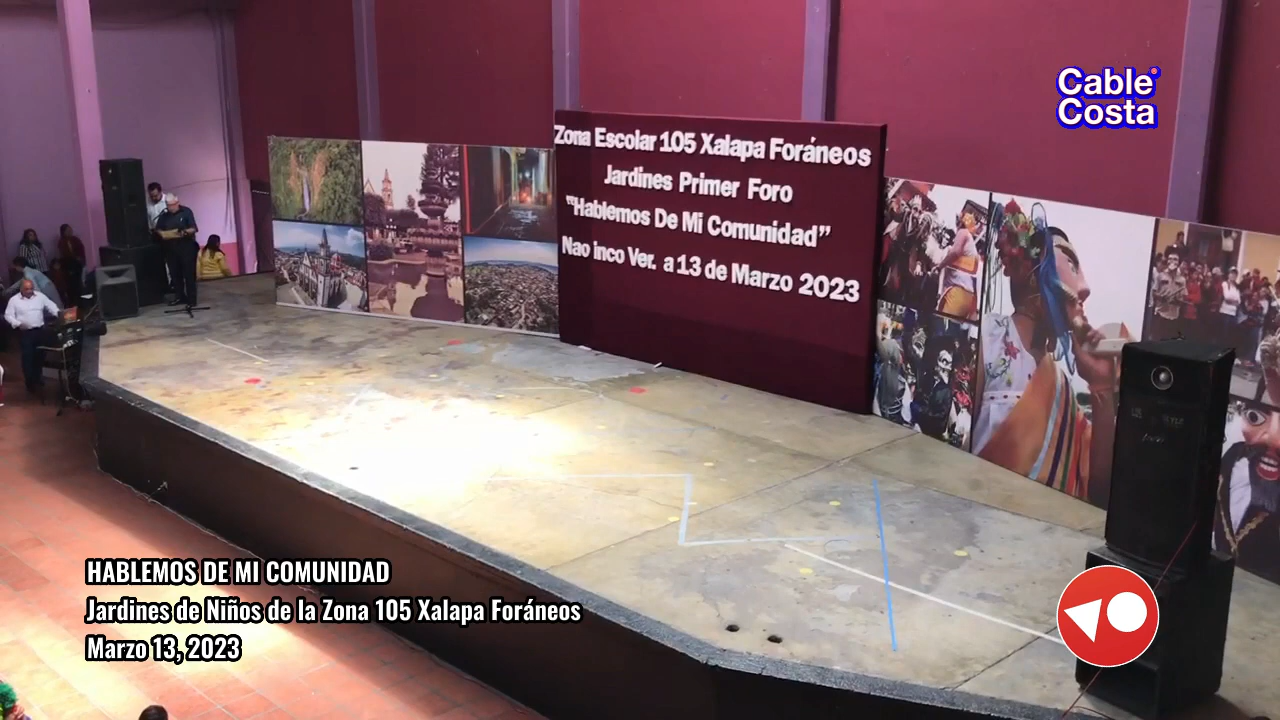 Cable
Costa
Zona Escolar 105 Xalapa Foráneos
Jardines Primer Foro
"Hablemos De Mi Comunidad"
Nao inco Ver. a 13 de Marzo 2023
HABLEMOS DE MI COMUNIDAD
Jardines de Niños de la Zona 105 Xalapa Foráneos
Marzo 13, 2023